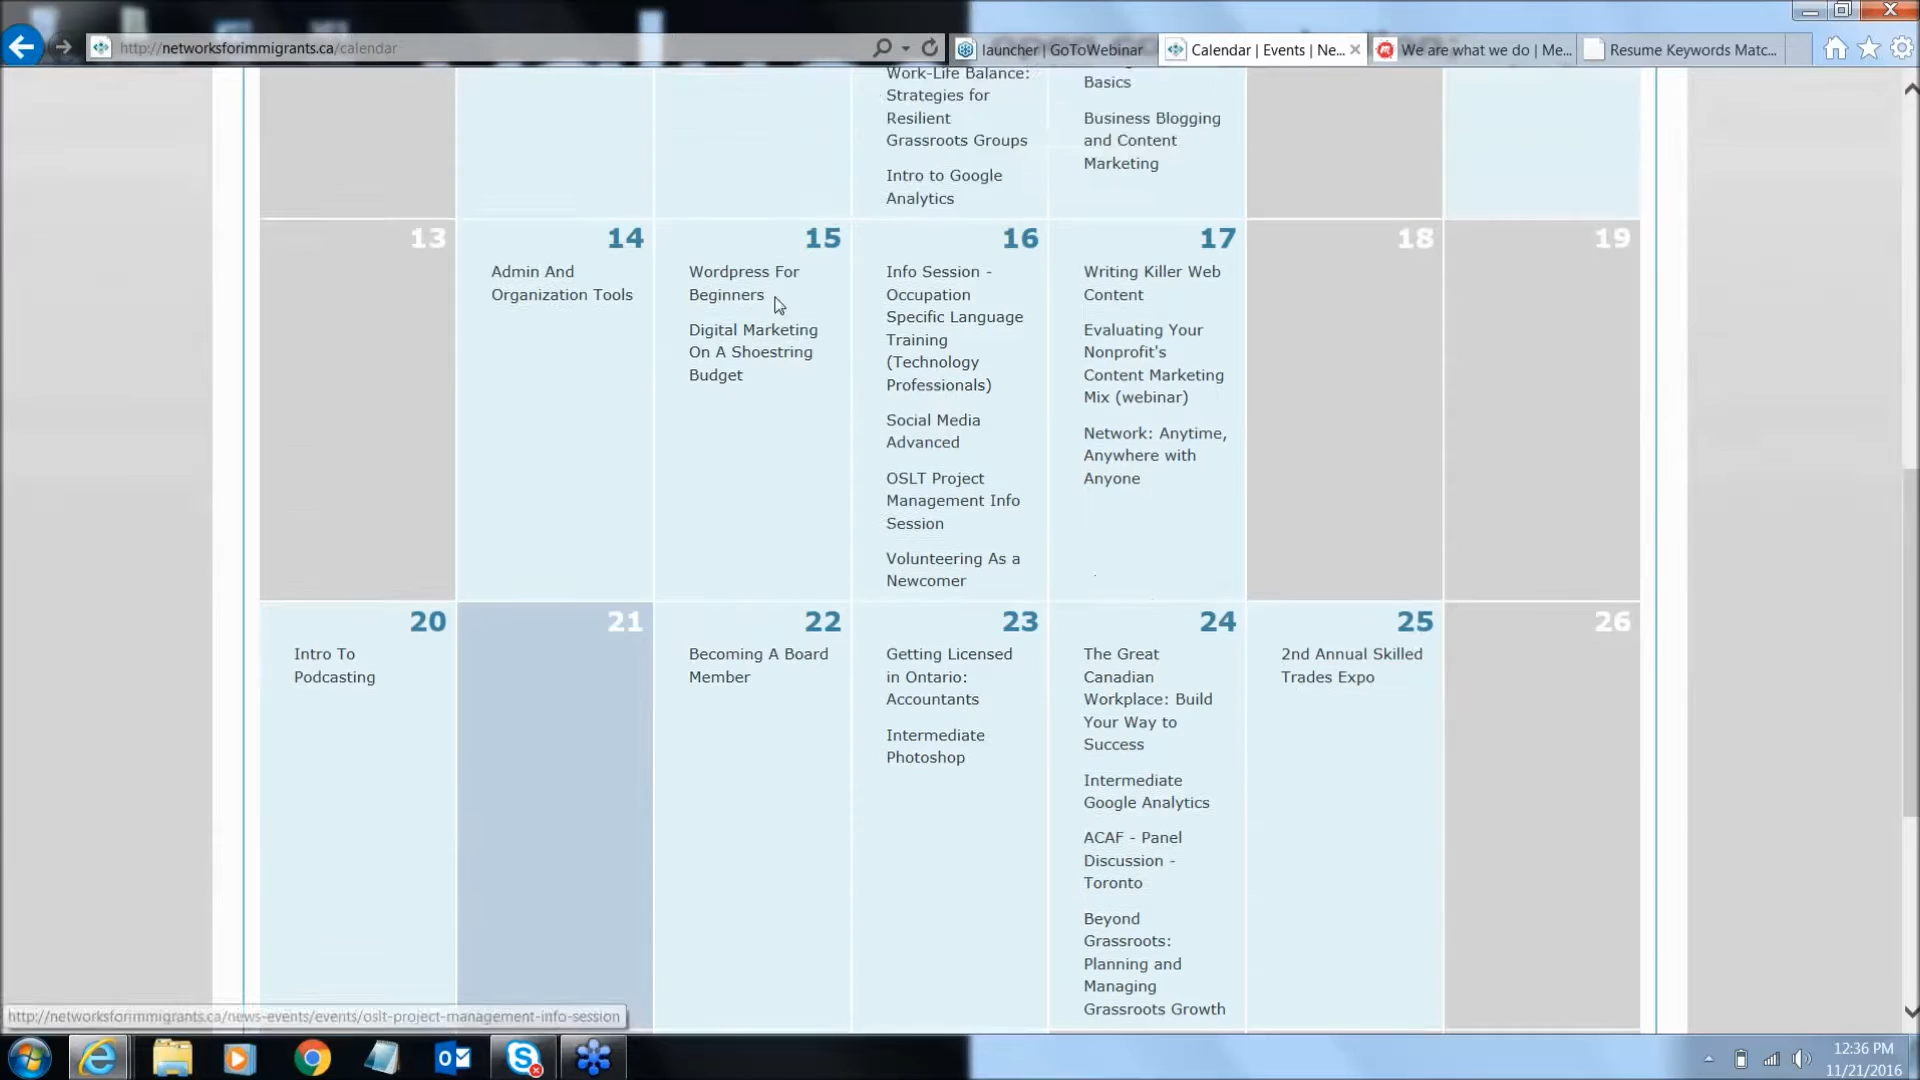 http://networksforimmigrants.ca/calendar
launcher | GoToWebinar
Calendar | Events | Ne...
We are what we do | Me...
Resume Keywords Matc...
Work-Life Balance:
Strategies for
Resilient
Grassroots Groups
Intro to Google
Analytics
Basics
Business Blogging
and Content
Marketing
13
14
Admin And
Organization Tools
15
Wordpress For
Beginners
Digital Marketing
On A Shoestring
Budget
16
Info Session -
Occupation
Specific Language
Training
(Technology
Professionals)
Social Media
Advanced
OSLT Project
Management Info
Session
Volunteering As a
Newcomer
17
Writing Killer Web
Content
Evaluating Your
Nonprofit's
Content Marketing
Mix (webinar)
Network: Anytime,
Anywhere with
Anyone
18
19
20
Intro To
Podcasting
21
22
Becoming A Board
Member
23
Getting Licensed
in Ontario:
Accountants
Intermediate
Photoshop
24
The Great
Canadian
Workplace: Build
Your Way to
Success
Intermediate
Google Analytics
ACAF - Panel
Discussion -
Toronto
Beyond
Grassroots:
Planning and
Managing
Grassroots Growth
25
2nd Annual Skilled
Trades Expo
26
http://networksforimmigrants.ca/news-events/events/oslt-project-management-info-session
12:36 PM
11/21/2016